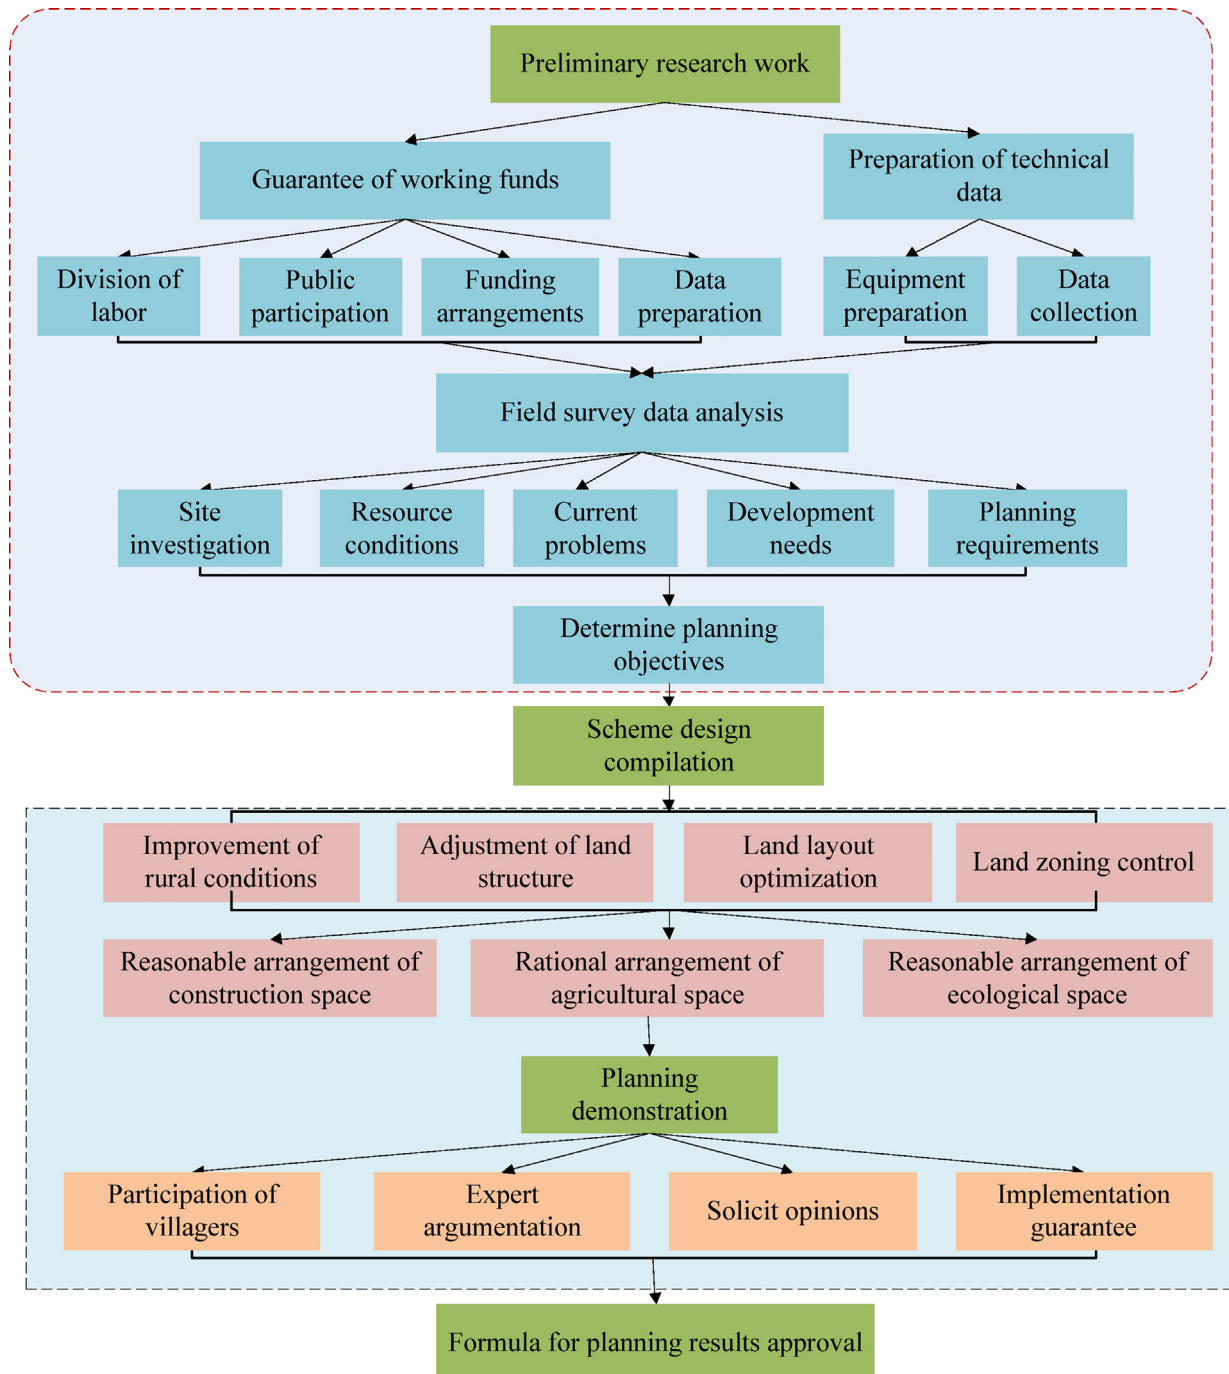 Preliminary research work
Guarantee of working funds
Preparation of technical
data
Division of
labor
Public
participation
Funding
arrangements
Data
preparation
Equipment
preparation
Data
collection
Field survey data analysis
Site
investigation
Resource
conditions
Current
problems
Development
needs
Planning
requirements
Determine planning
objectives
Scheme design
compilation
Improvement of
rural conditions
Adjustment of land
structure
Land layout
optimization
Land zoning control
Reasonable arrangement of
construction space
Rational arrangement of
agricultural space
Reasonable arrangement of
ecological space
Planning
demonstration
Participation of
villagers
Expert
argumentation
Solicit opinions
Implementation
guarantee
Formula for planning results approval